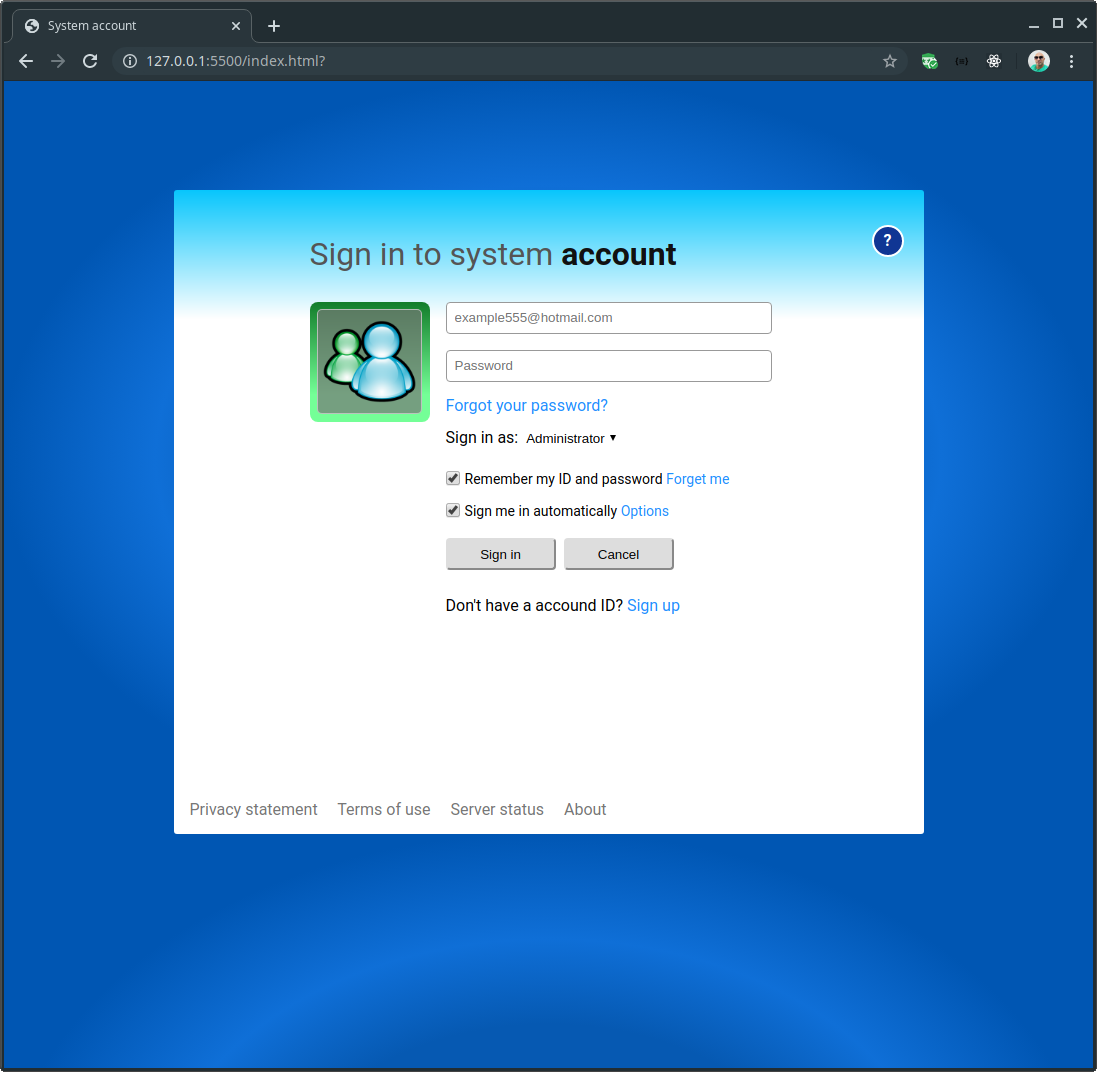 System account
127.0.0.1:5500/index.html?
Sign in to system account
?
example555@hotmail.com
Password
Forgot your password?
Sign in as: Administrator
Remember my ID and password Forget me
Sign me in automatically Options
Sign in Cancel
Don't have a accound ID? Sign up
Privacy statement Terms of use Server status About